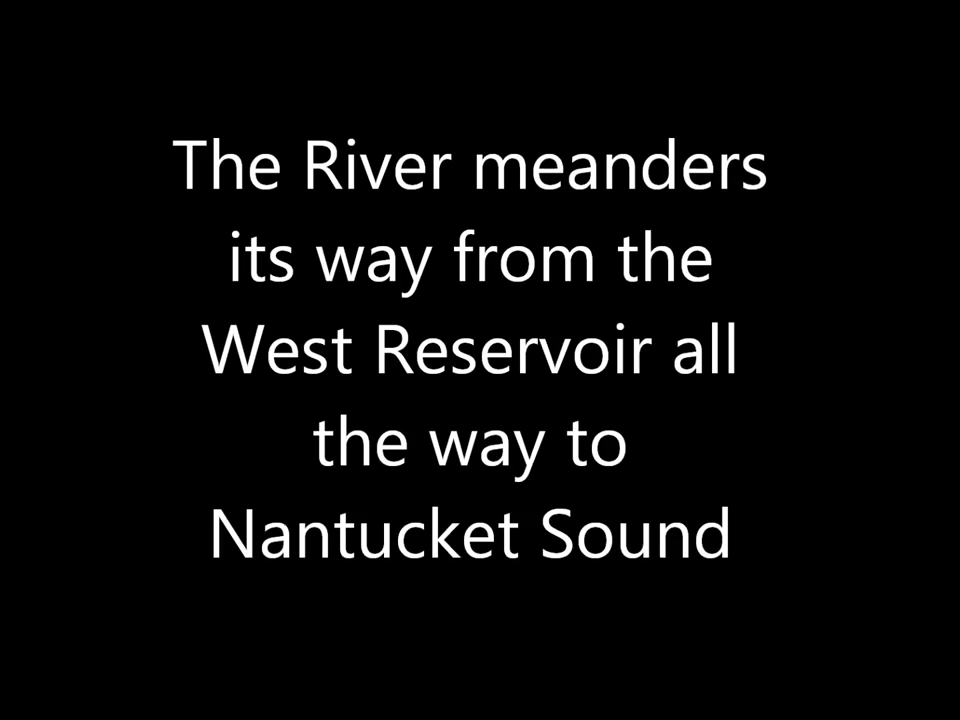 The River meanders
its way from the
West Reservoir all
the way to
Nantucket Sound